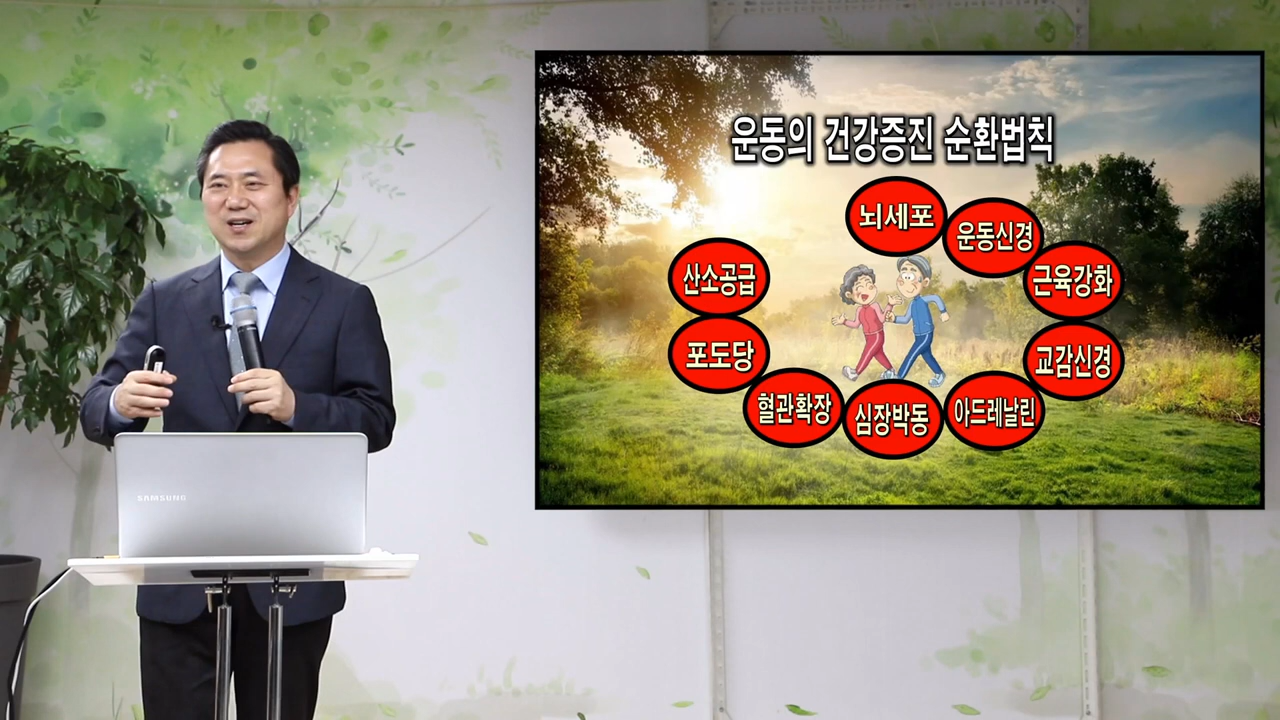 운동의 건강증진 순환법칙
뇌세포
운동신경
근육강화
교감신경
아드레날린
심장박동
혈관확장
포도당
산소공급
SAMSUNG